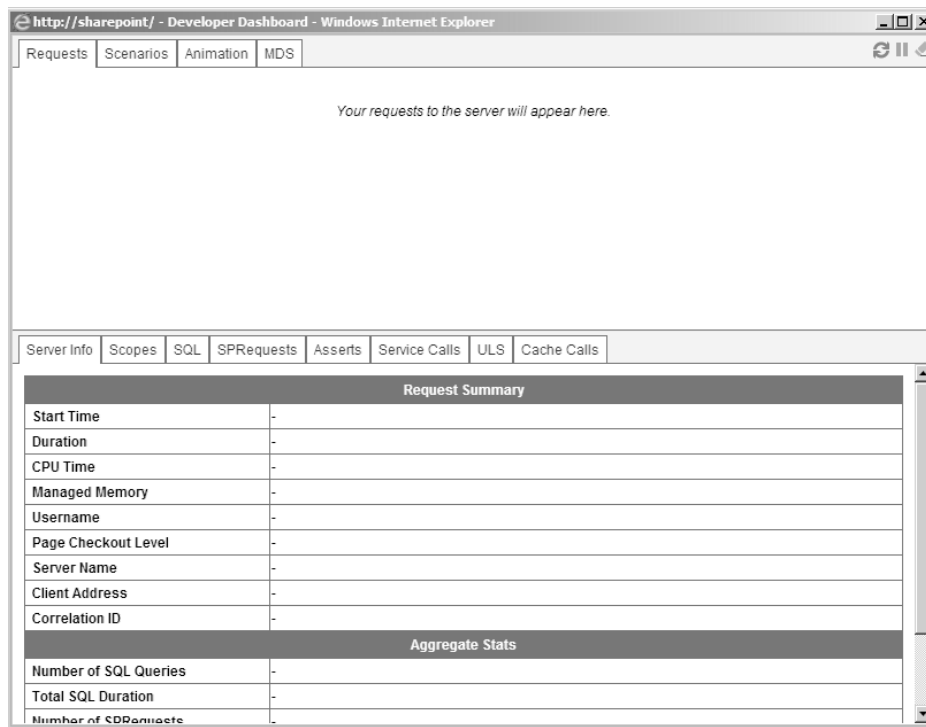 http://sharepoint/ - Developer Dashboard - Windows Internet Explorer
Requests Scenarios Animation MDS
Your requests to the server will appear here.
Server Info Scopes SQL SPRequests Asserts Service Calls ULS Cache Calls
Request Summary
Start Time -
Duration -
CPU Time -
Managed Memory -
Username -
Page Checkout Level -
Server Name -
Client Address -
Correlation ID -
Aggregate Stats
Number of SQL Queries -
Total SQL Duration -
Number of SPRequests -